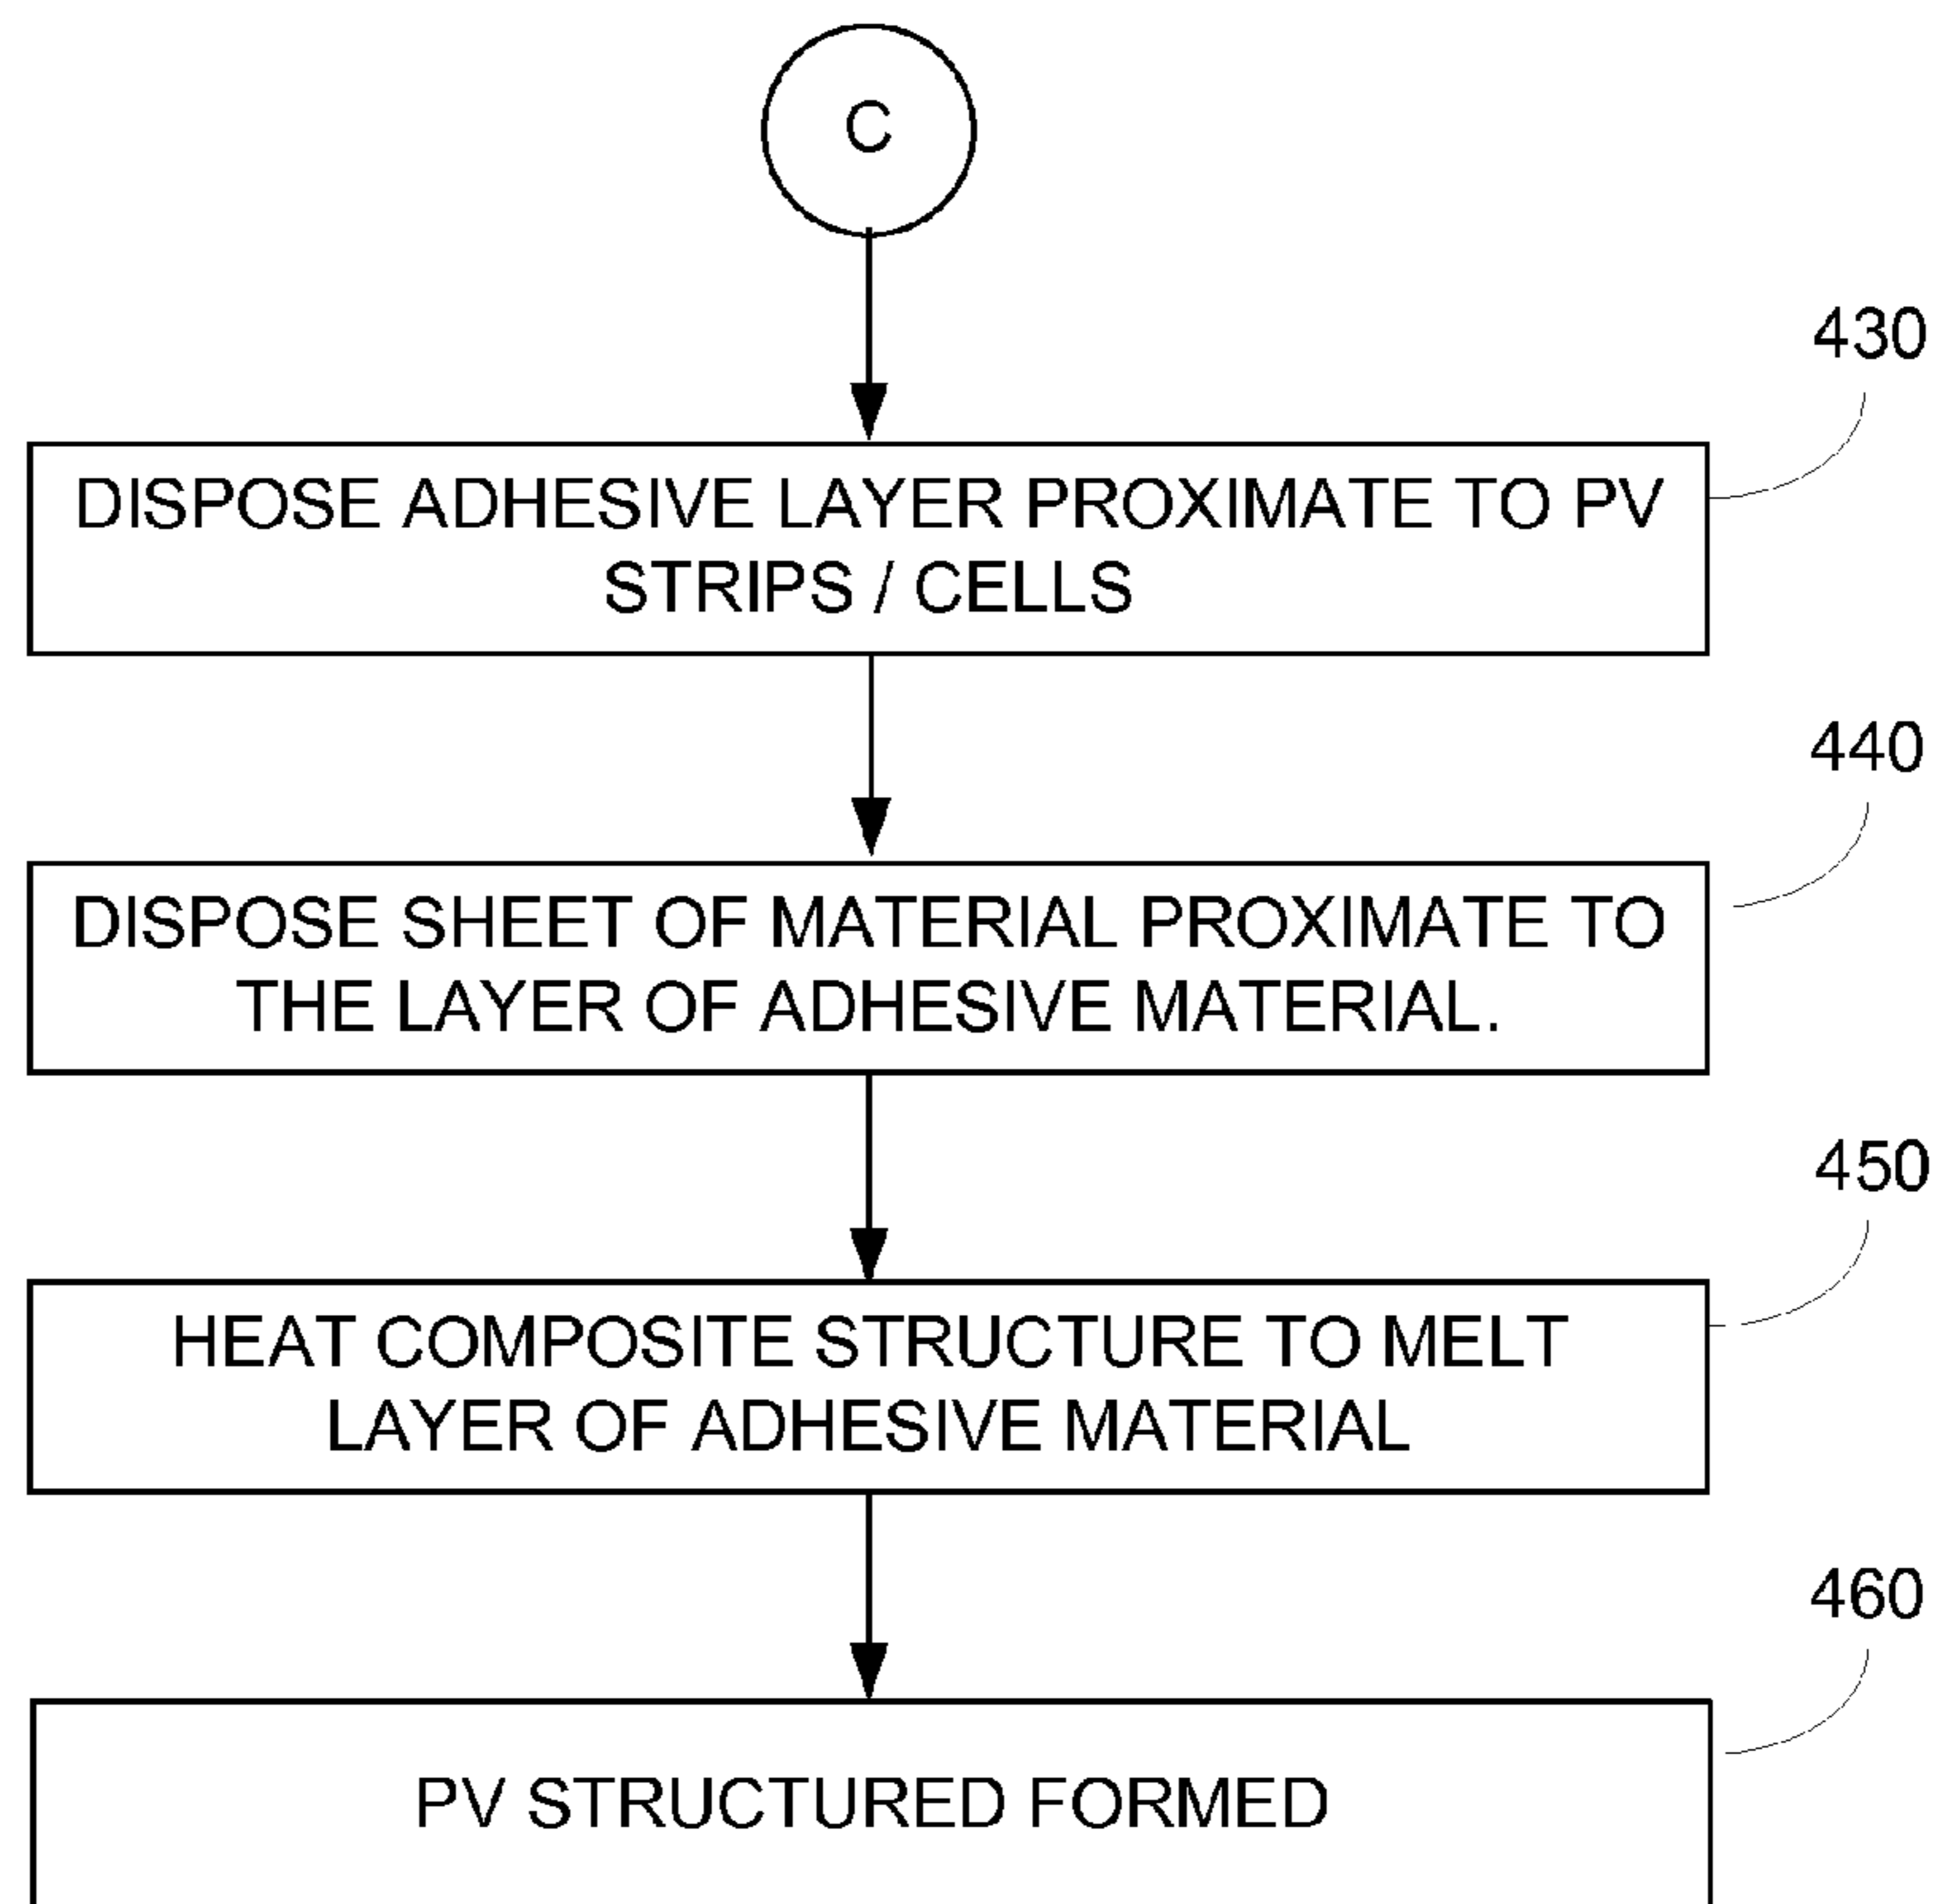 C
430
DISPOSE ADHESIVE LAYER PROXIMATE TO PV
STRIPS / CELLS
440
DISPOSE SHEET OF MATERIAL PROXIMATE TO
THE LAYER OF ADHESIVE MATERIAL.
450
HEAT COMPOSITE STRUCTURE TO MELT
LAYER OF ADHESIVE MATERIAL
460
PV STRUCTURED FORMED